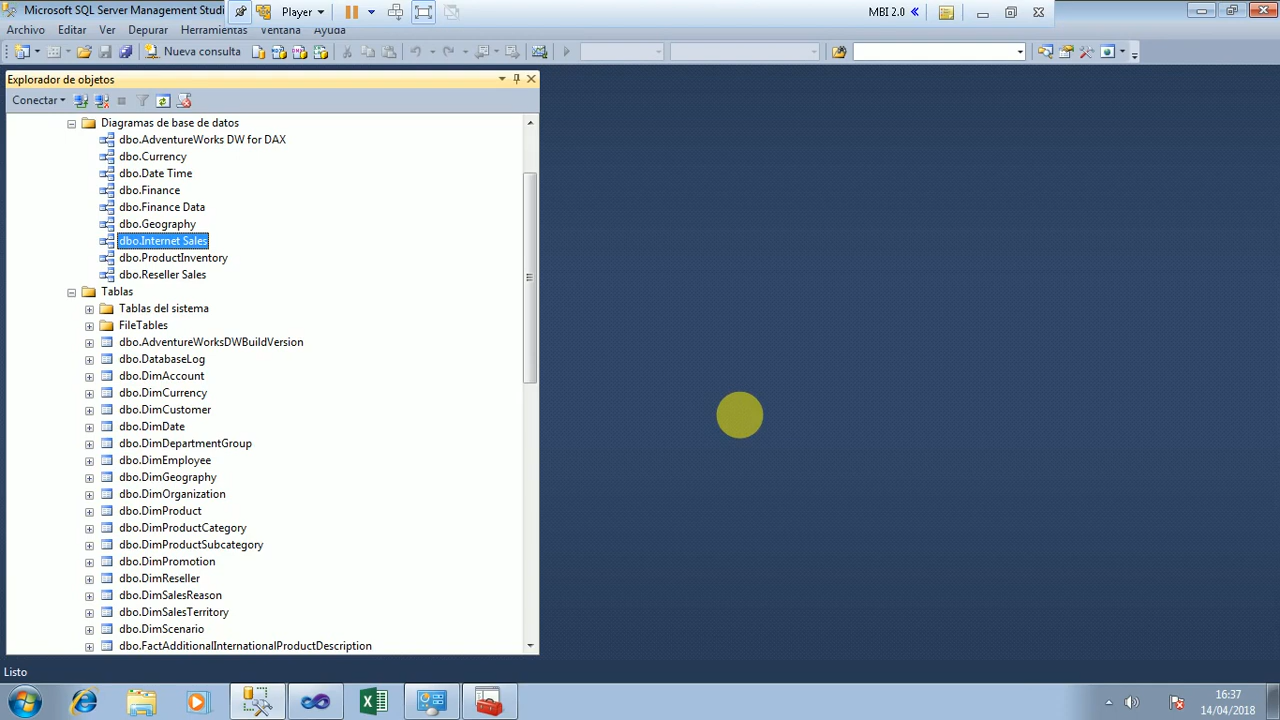 Microsoft SQL Server Management Studi
Player
MBI 2.0
Archivo Editar Ver Depurar Herramientas Ventana Ayuda
Nueva consulta
Explorador de objetos
Conectar
Diagramas de base de datos
dbo.AdventureWorks DW for DAX
dbo.Currency
dbo.Date Time
dbo.Finance
dbo.Finance Data
dbo.Geography
dbo.Internet Sales
dbo.ProductInventory
dbo.Reseller Sales
Tablas
Tablas del sistema
FileTables
dbo.AdventureWorksDWBuildVersion
dbo.DatabaseLog
dbo.DimAccount
dbo.DimCurrency
dbo.DimCustomer
dbo.DimDate
dbo.DimDepartmentGroup
dbo.DimEmployee
dbo.DimGeography
dbo.DimOrganization
dbo.DimProduct
dbo.DimProductCategory
dbo.DimProductSubcategory
dbo.DimPromotion
dbo.DimReseller
dbo.DimSalesReason
dbo.DimSalesTerritory
dbo.DimScenario
dbo.FactAdditionalInternationalProductDescription
Listo
16:37
14/04/2018